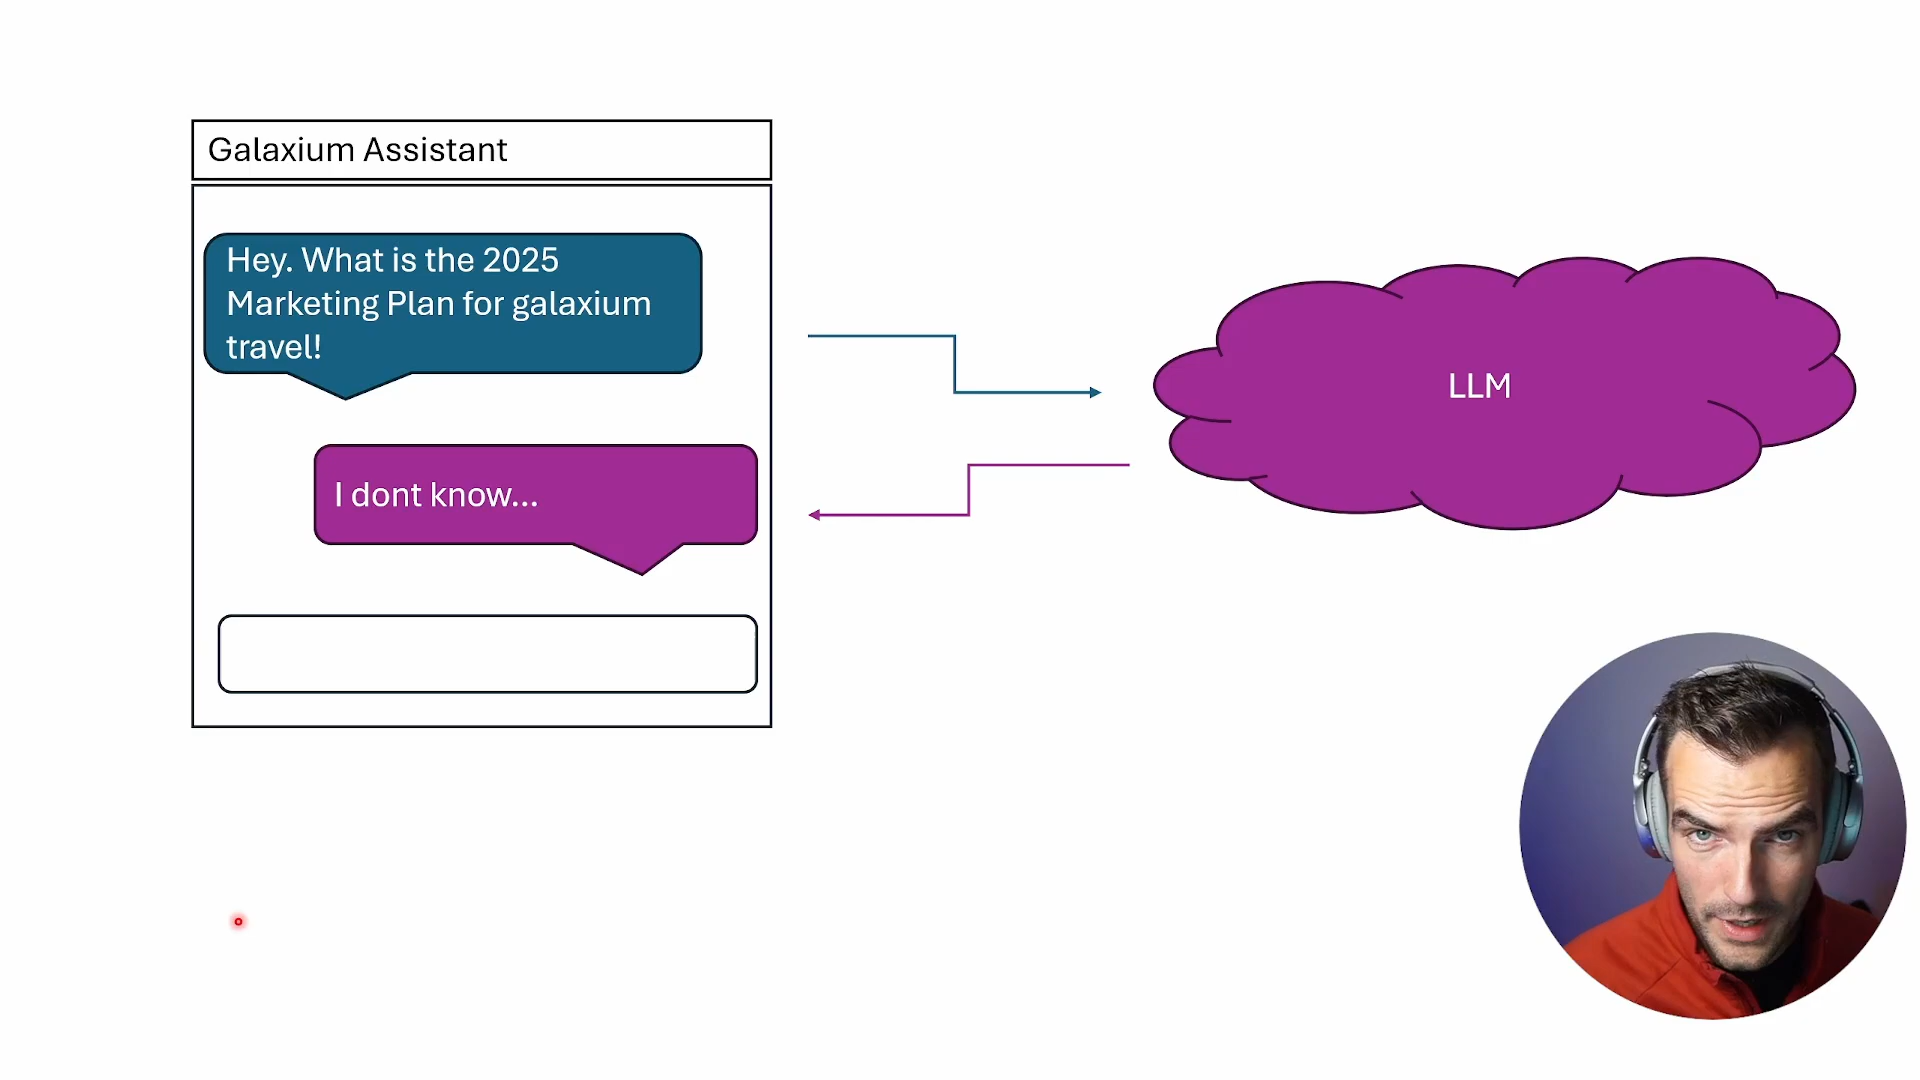 Galaxium Assistant
Hey. What is the 2025
Marketing Plan for galaxium
travel!
LLM
I dont know...